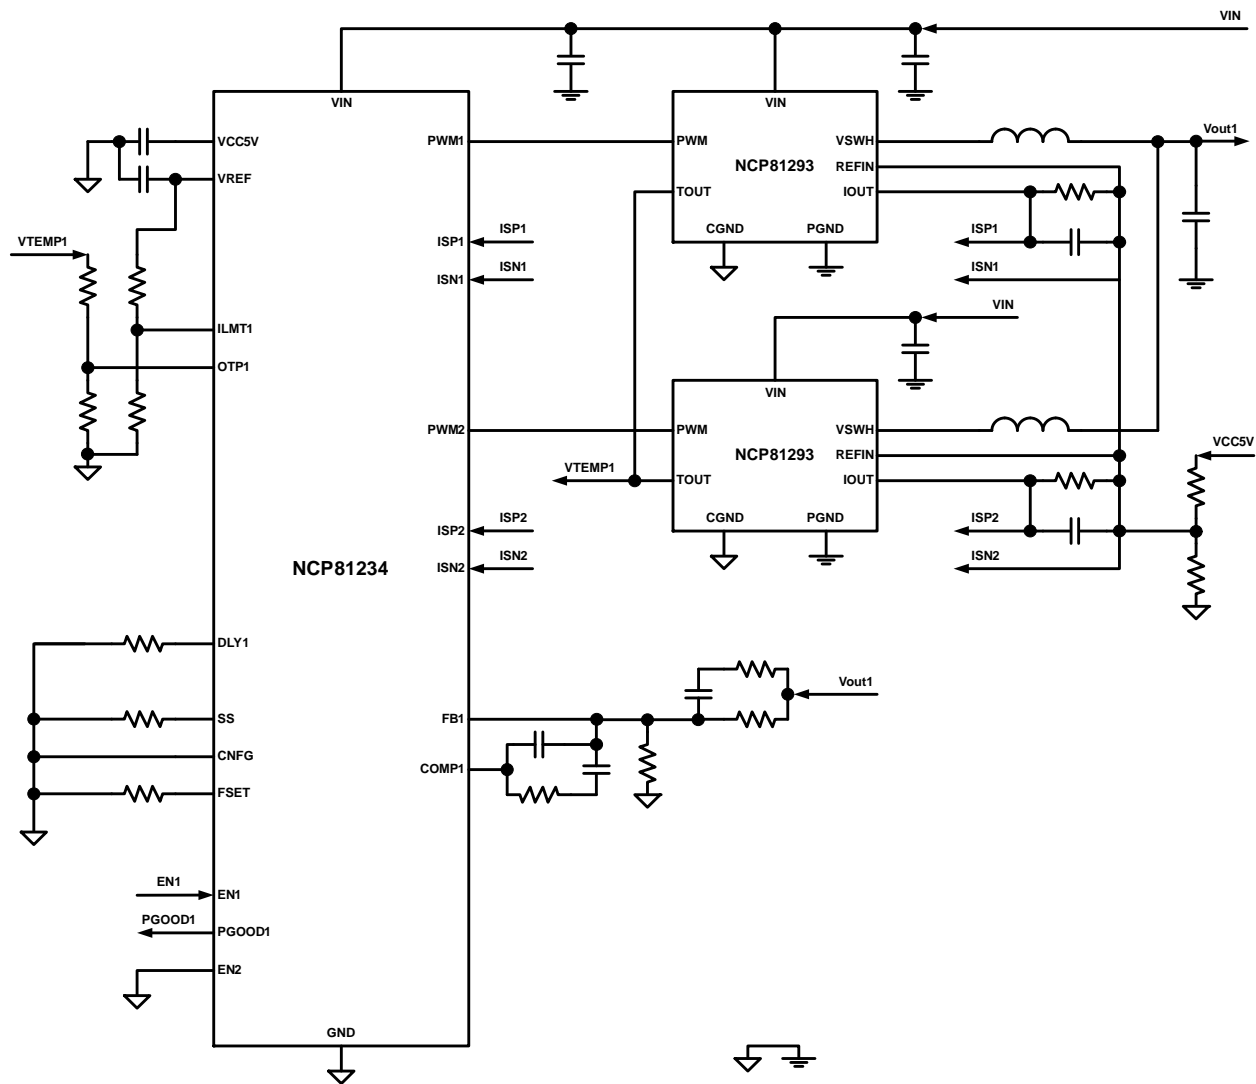 VIN
VIN
VIN
VCC5V
PWM1
PWM
VSWH
Vout1
NCP81293
REFIN
VREF
TOUT
IOUT
VTEMP1
ISP1
ISP1
CGND
PGND
ISP1
ISN1
ISN1
ISN1
VIN
ILMT1
OTP1
VIN
PWM2
PWM
VSWH
VCC5V
NCP81293
REFIN
VTEMP1
TOUT
IOUT
ISP2
ISP2
CGND
PGND
ISP2
ISN2
ISN2
ISN2
NCP81234
DLY1
Vout1
SS
FB1
CNFG
COMP1
FSET
EN1
EN1
PGOOD1
PGOOD1
EN2
GND